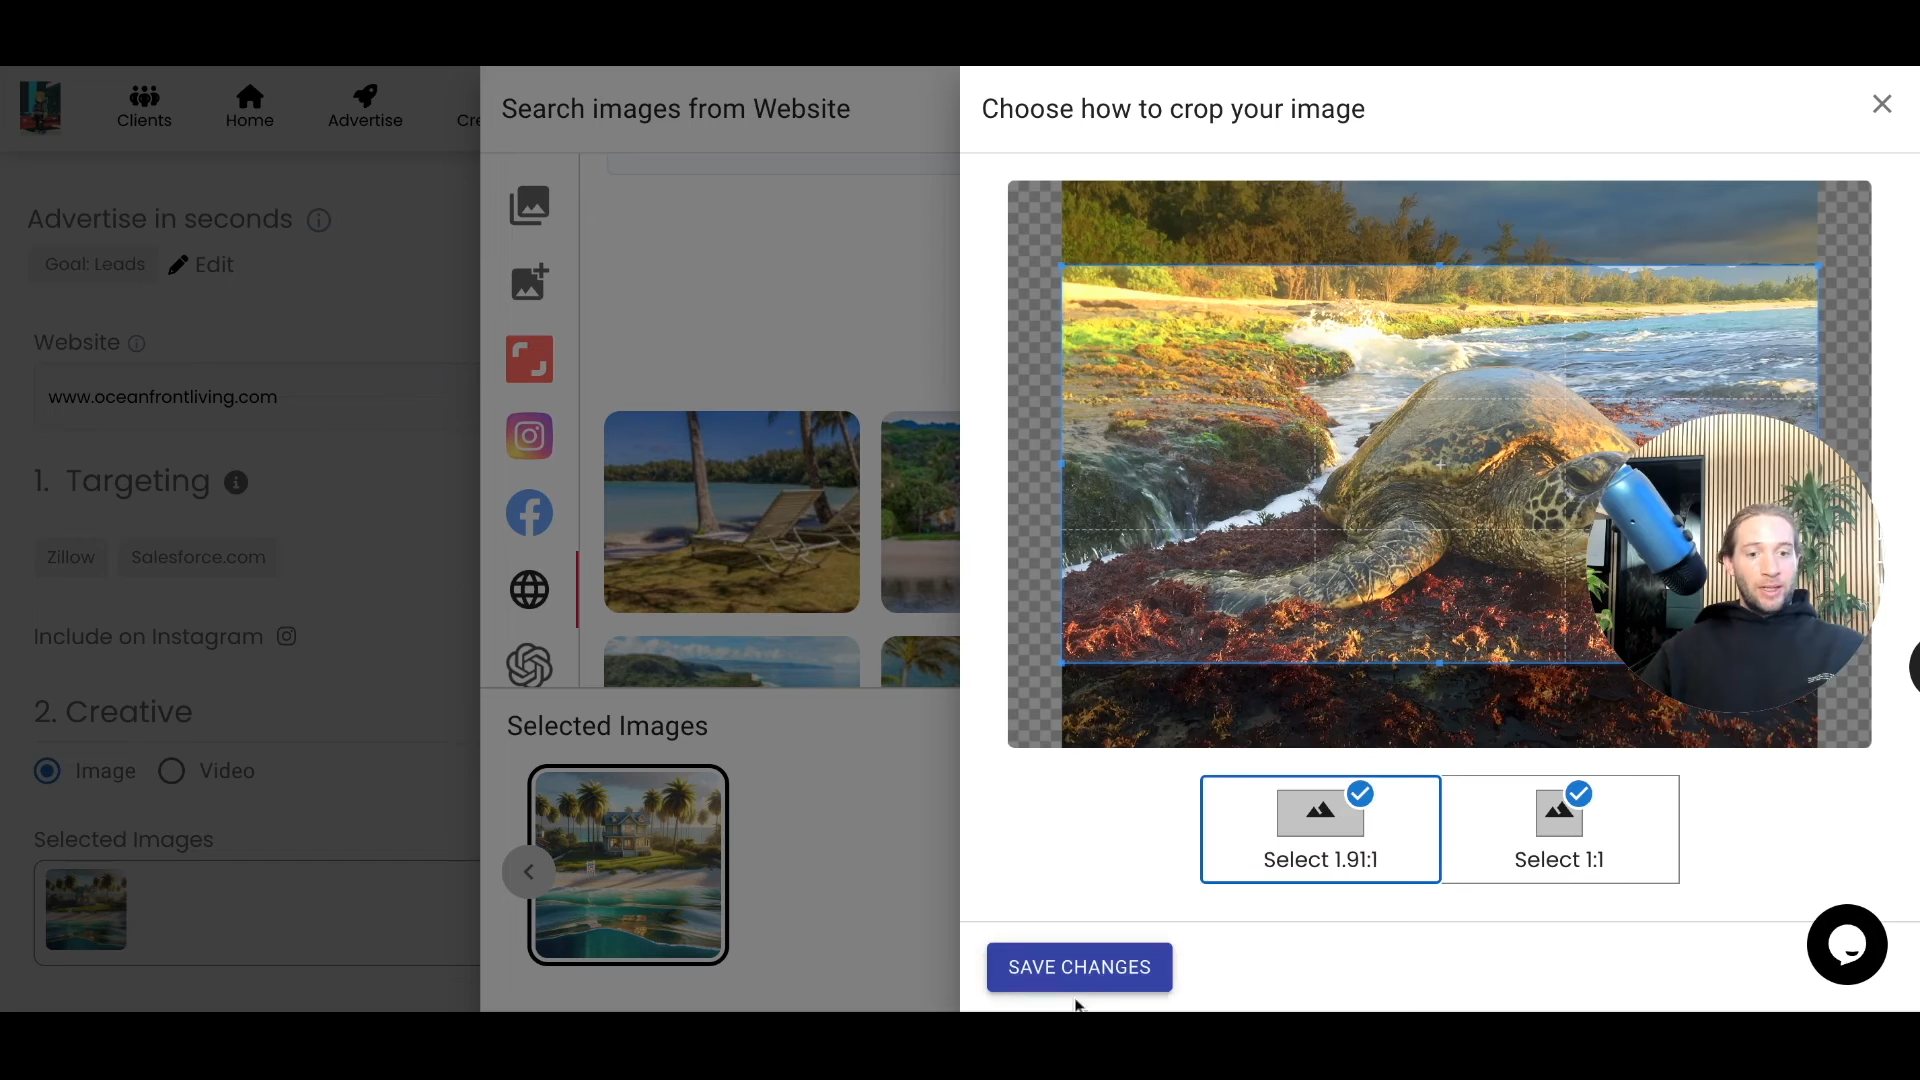 Clients
Home
Advertise
Cre
Advertise in seconds
Goal: Leads
Edit
Website
www.oceanfrontliving.com
1. Targeting
Zillow
Salesforce.com
Include on Instagram
2. Creative
Image
Video
Selected Images
Search images from Website
Selected Images
Choose how to crop your image
Select 1.91:1
Select 1:1
SAVE CHANGES